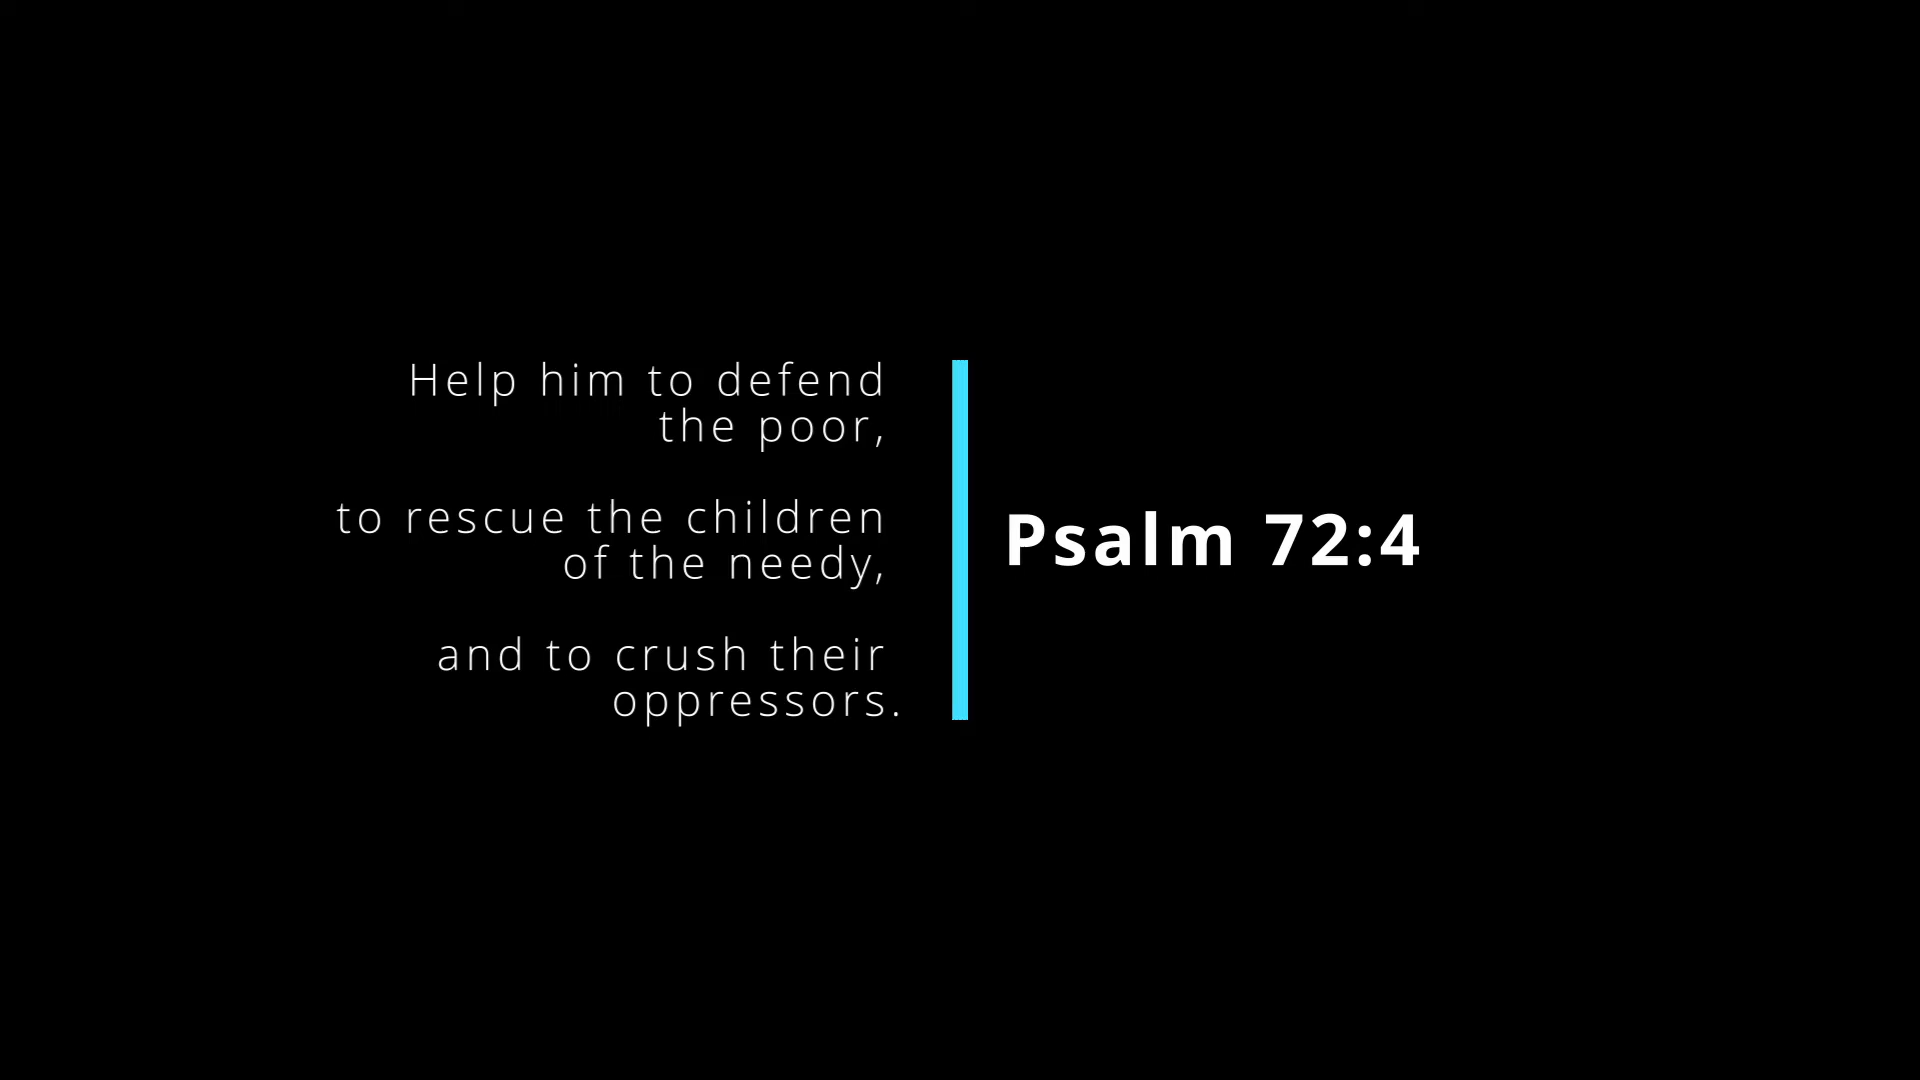 Help him to defend
the poor,
to rescue the children
of the needy,
and to crush their
oppressors.
Psalm 72:4